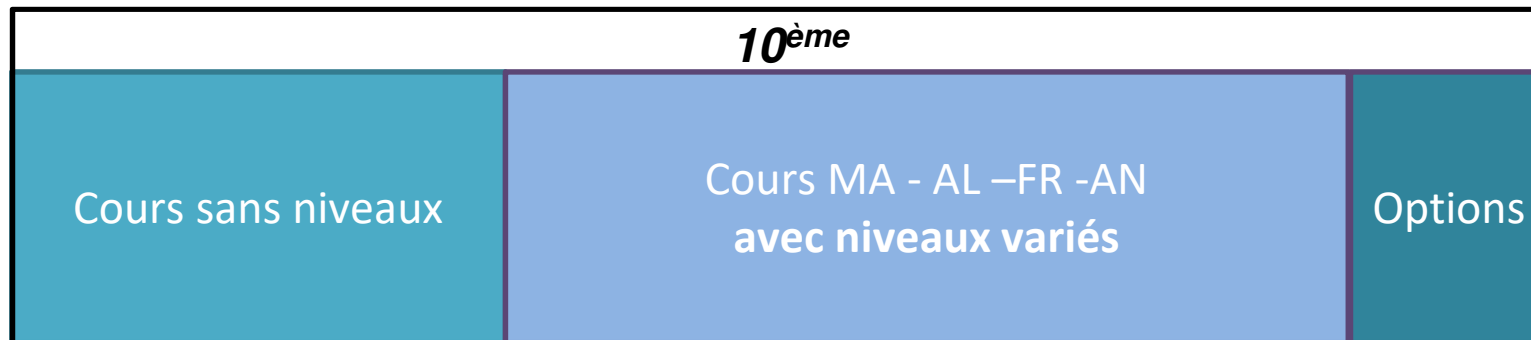 10ème
Cours sans niveaux
Cours MA - AL –FR -AN
avec niveaux variés
Options